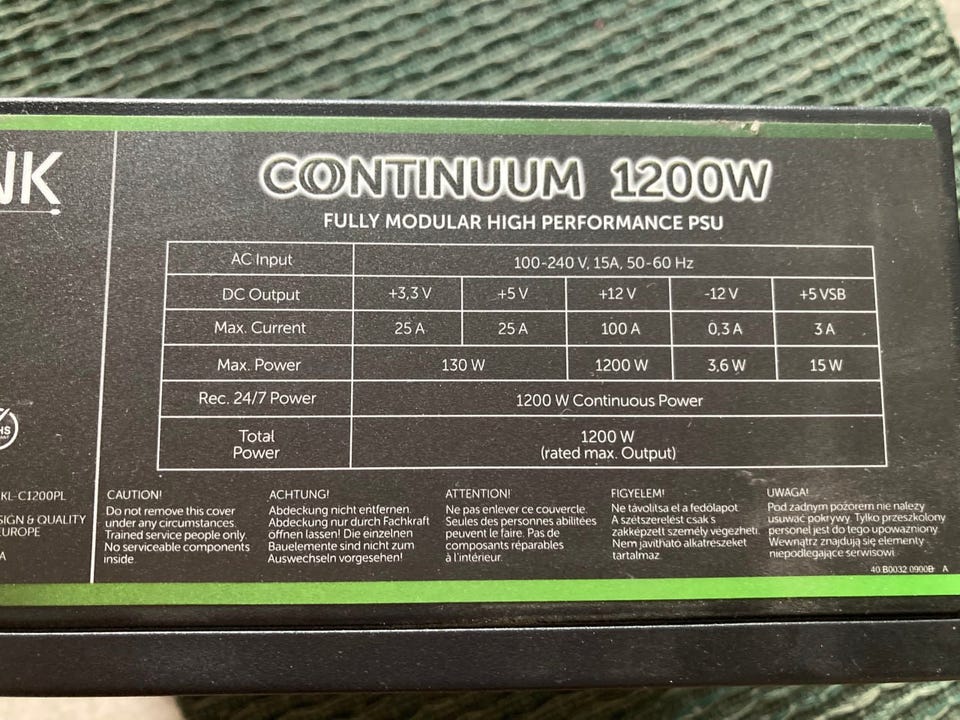 NK
CONTINUUM 1200W
FULLY MODULAR HIGH PERFORMANCE PSU
AC Input 100-240 V, 15A, 50-60 Hz
DC Output +3,3 V +5 V +12 V -12 V +5 VSB
Max. Current 25 A 25 A 100 A 0,3 A 3 A
Max. Power 130 W 1200 W 3,6 W 15 W
Rec. 24/7 Power 1200 W Continuous Power
Total
Power
1200 W
(rated max. Output)
HS
KL-C1200PL
SIGN & QUALITY
EUROPE
A
CAUTION!
Do not remove this cover
under any circumstances.
Trained service people only.
No serviceable components
inside.
ACHTUNG!
Abdeckung nicht entfernen.
Abdeckung nur durch Fachkraft
öffnen lassen! Die einzelnen
Bauelemente sind nicht zum
Auswechseln vorgesehen!
ATTENTION!
Ne pas enlever ce couvercle.
Seules des personnes abilitées
peuvent le faire. Pas de
composants réparables
à l'intérieur.
FIGYELEM!
Ne távolítsa el a fedőlapot
A szétszerelést csak s
zakképzett személy végezheti.
Nem javítható alkatreszeket
tartalmaz.
UWAGA!
Pod żadnym pozorem nie należy
usuwać pokrywy. Tylko przeszkolony
personel jest do tego upoważniony.
Wewnątrz znajdują się elementy
niepodlegające serwisowi.
A